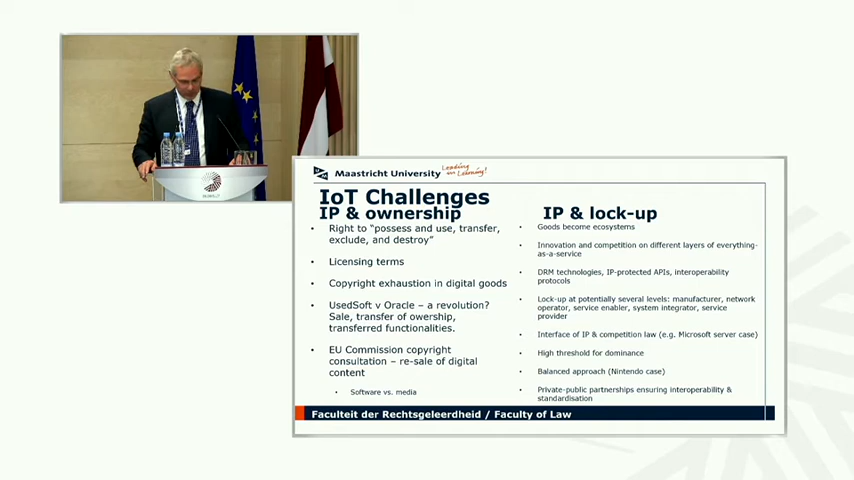 Maastricht University
Leading in Learning!
IoT Challenges
IP & ownership
Right to “possess and use, transfer,
exclude, and destroy”
Licensing terms
Copyright exhaustion in digital goods
UsedSoft v Oracle – a revolution?
Sale, transfer of owership,
transferred functionalities.
EU Commission copyright
consultation – re-sale of digital
content
Software vs. media
IP & lock-up
Goods become ecosystems
Innovation and competition on different layers of everything-
as-a-service
DRM technologies, IP-protected APIs, interoperability
protocols
Lock-up at potentially several levels: manufacturer, network
operator, service enabler, system integrator, service
provider
Interface of IP & competition law (e.g. Microsoft server case)
High threshold for dominance
Balanced approach (Nintendo case)
Private-public partnerships ensuring interoperability &
standardisation
Faculteit der Rechtsgeleerdheid / Faculty of Law